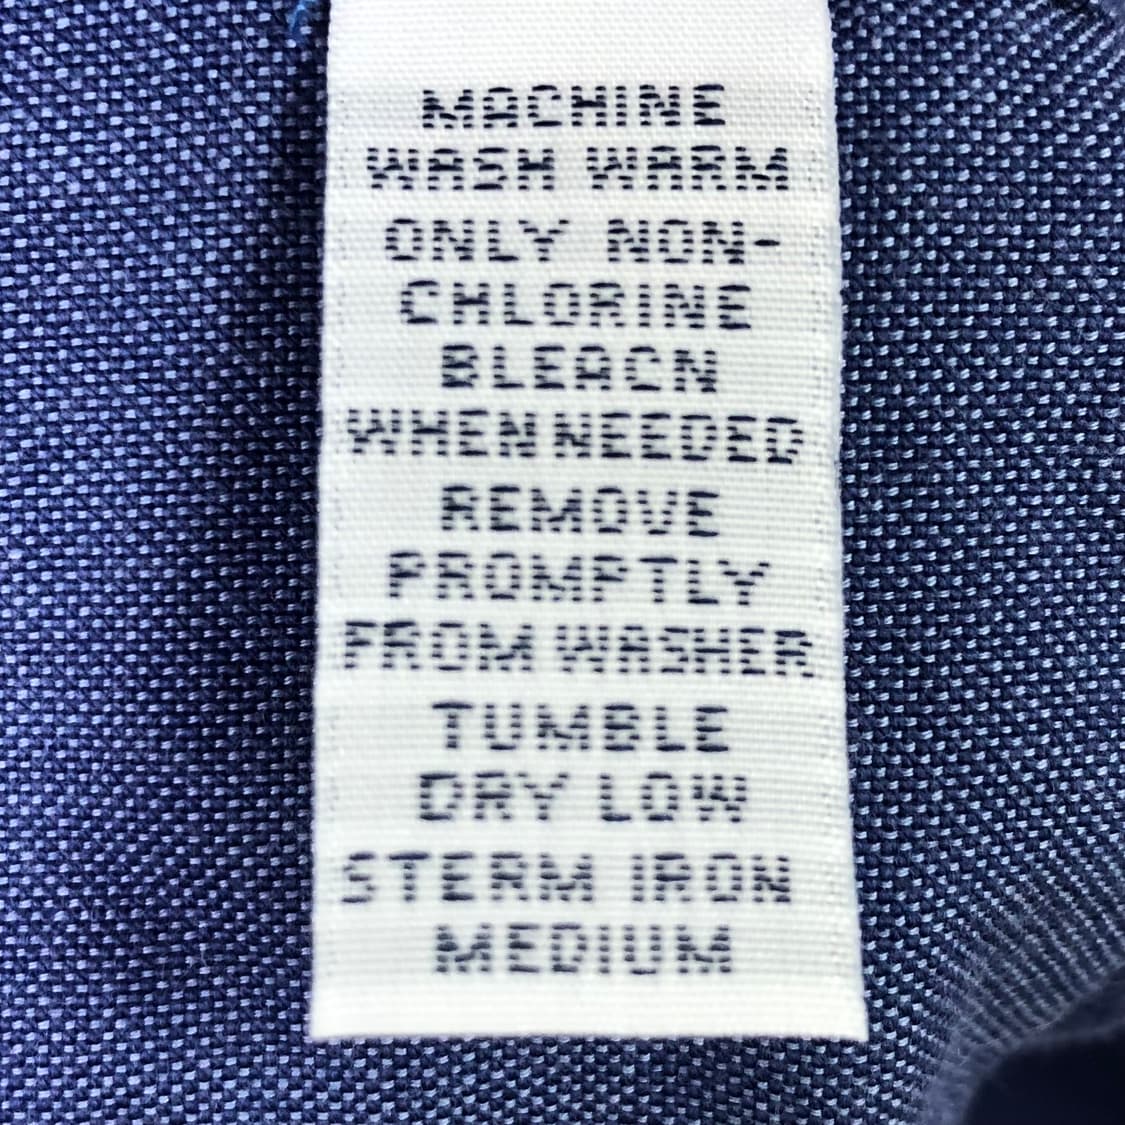 MACHINE
WASH WARM
ONLY NON-
CHLORINE
BLEACN
WHEN NEEDED
REMOVE
PROMPTLY
FROM WASHER
TUMBLE
DRY LOW
STERM IRON
MEDIUM